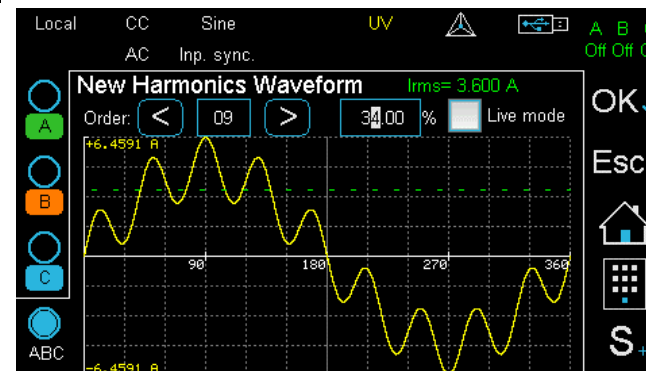 Local CC Sine UV A B
AC Inp. sync. Off Off
New Harmonics Waveform Irms= 3.600 A
OK
Order: < 09 > 34.00 % Live mode
A
+6.4591 A
Esc
B
90 180 270 360
C
S+
ABC
-6.4591 A